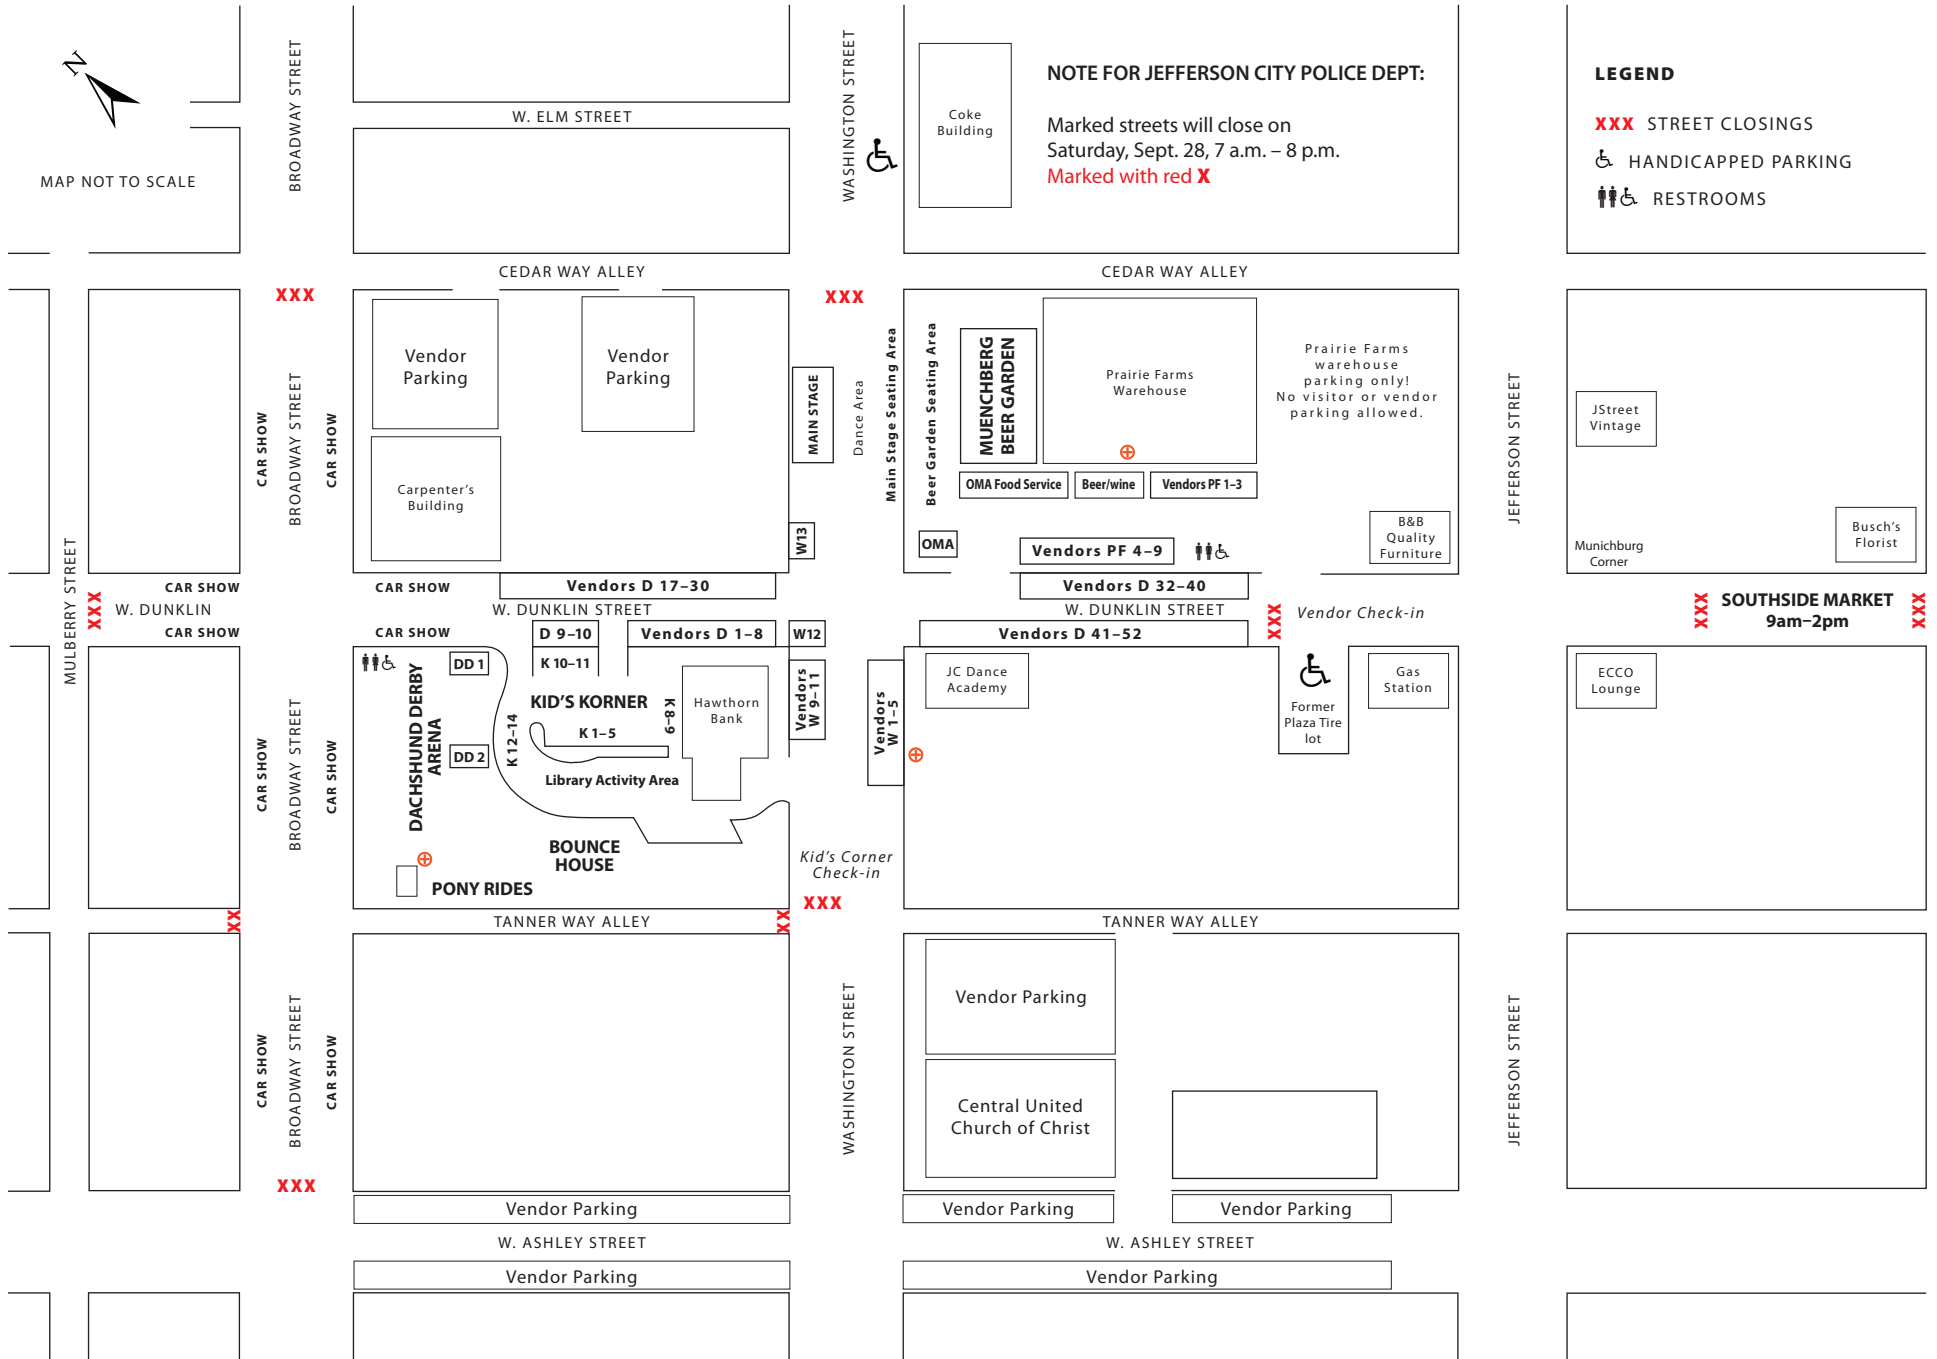 N
MAP NOT TO SCALE
BROADWAY STREET
W. ELM STREET
WASHINGTON STREET
Coke
Building
NOTE FOR JEFFERSON CITY POLICE DEPT:
Marked streets will close on
Saturday, Sept. 28, 7 a.m. – 8 p.m.
Marked with red X
LEGEND
XXX STREET CLOSINGS
HANDICAPPED PARKING
RESTROOMS
CEDAR WAY ALLEY
CEDAR WAY ALLEY
XXX
XXX
CAR SHOW
BROADWAY STREET
CAR SHOW
Vendor
Parking
Vendor
Parking
Carpenter's
Building
MAIN STAGE
Dance Area
Main Stage Seating Area
Beer Garden Seating Area
MUENCHBERG
BEER GARDEN
Prairie Farms
Warehouse
Prairie Farms
warehouse
parking only!
No visitor or vendor
parking allowed.
OMA Food Service
Beer/wine
Vendors PF 1–3
JEFFERSON STREET
JStreet
Vintage
Busch's
Florist
Munichburg
Corner
B&B
Quality
Furniture
W13
OMA
Vendors PF 4–9
MULBERRY STREET
CAR SHOW
CAR SHOW
Vendors D 17–30
Vendors D 32–40
XXX
W. DUNKLIN
W. DUNKLIN STREET
W. DUNKLIN STREET
XXX
Vendor Check-in
XXX
SOUTHSIDE MARKET
9am–2pm
XXX
CAR SHOW
CAR SHOW
D 9–10
Vendors D 1–8
W12
Vendors D 41–52
DACHSHUND DERBY
ARENA
DD 1
DD 2
K 10–11
KID'S KORNER
K 12–14
K 1–5
K 8–9
Library Activity Area
Hawthorn
Bank
Vendors
W 9–11
Vendors
W 1–5
JC Dance
Academy
Former
Plaza Tire
lot
Gas
Station
ECCO
Lounge
CAR SHOW
BROADWAY STREET
CAR SHOW
BOUNCE
HOUSE
PONY RIDES
Kid's Corner
Check-in
XXX
XX
XX
TANNER WAY ALLEY
TANNER WAY ALLEY
CAR SHOW
BROADWAY STREET
CAR SHOW
WASHINGTON STREET
Vendor Parking
Central United
Church of Christ
JEFFERSON STREET
XXX
Vendor Parking
Vendor Parking
Vendor Parking
W. ASHLEY STREET
W. ASHLEY STREET
Vendor Parking
Vendor Parking